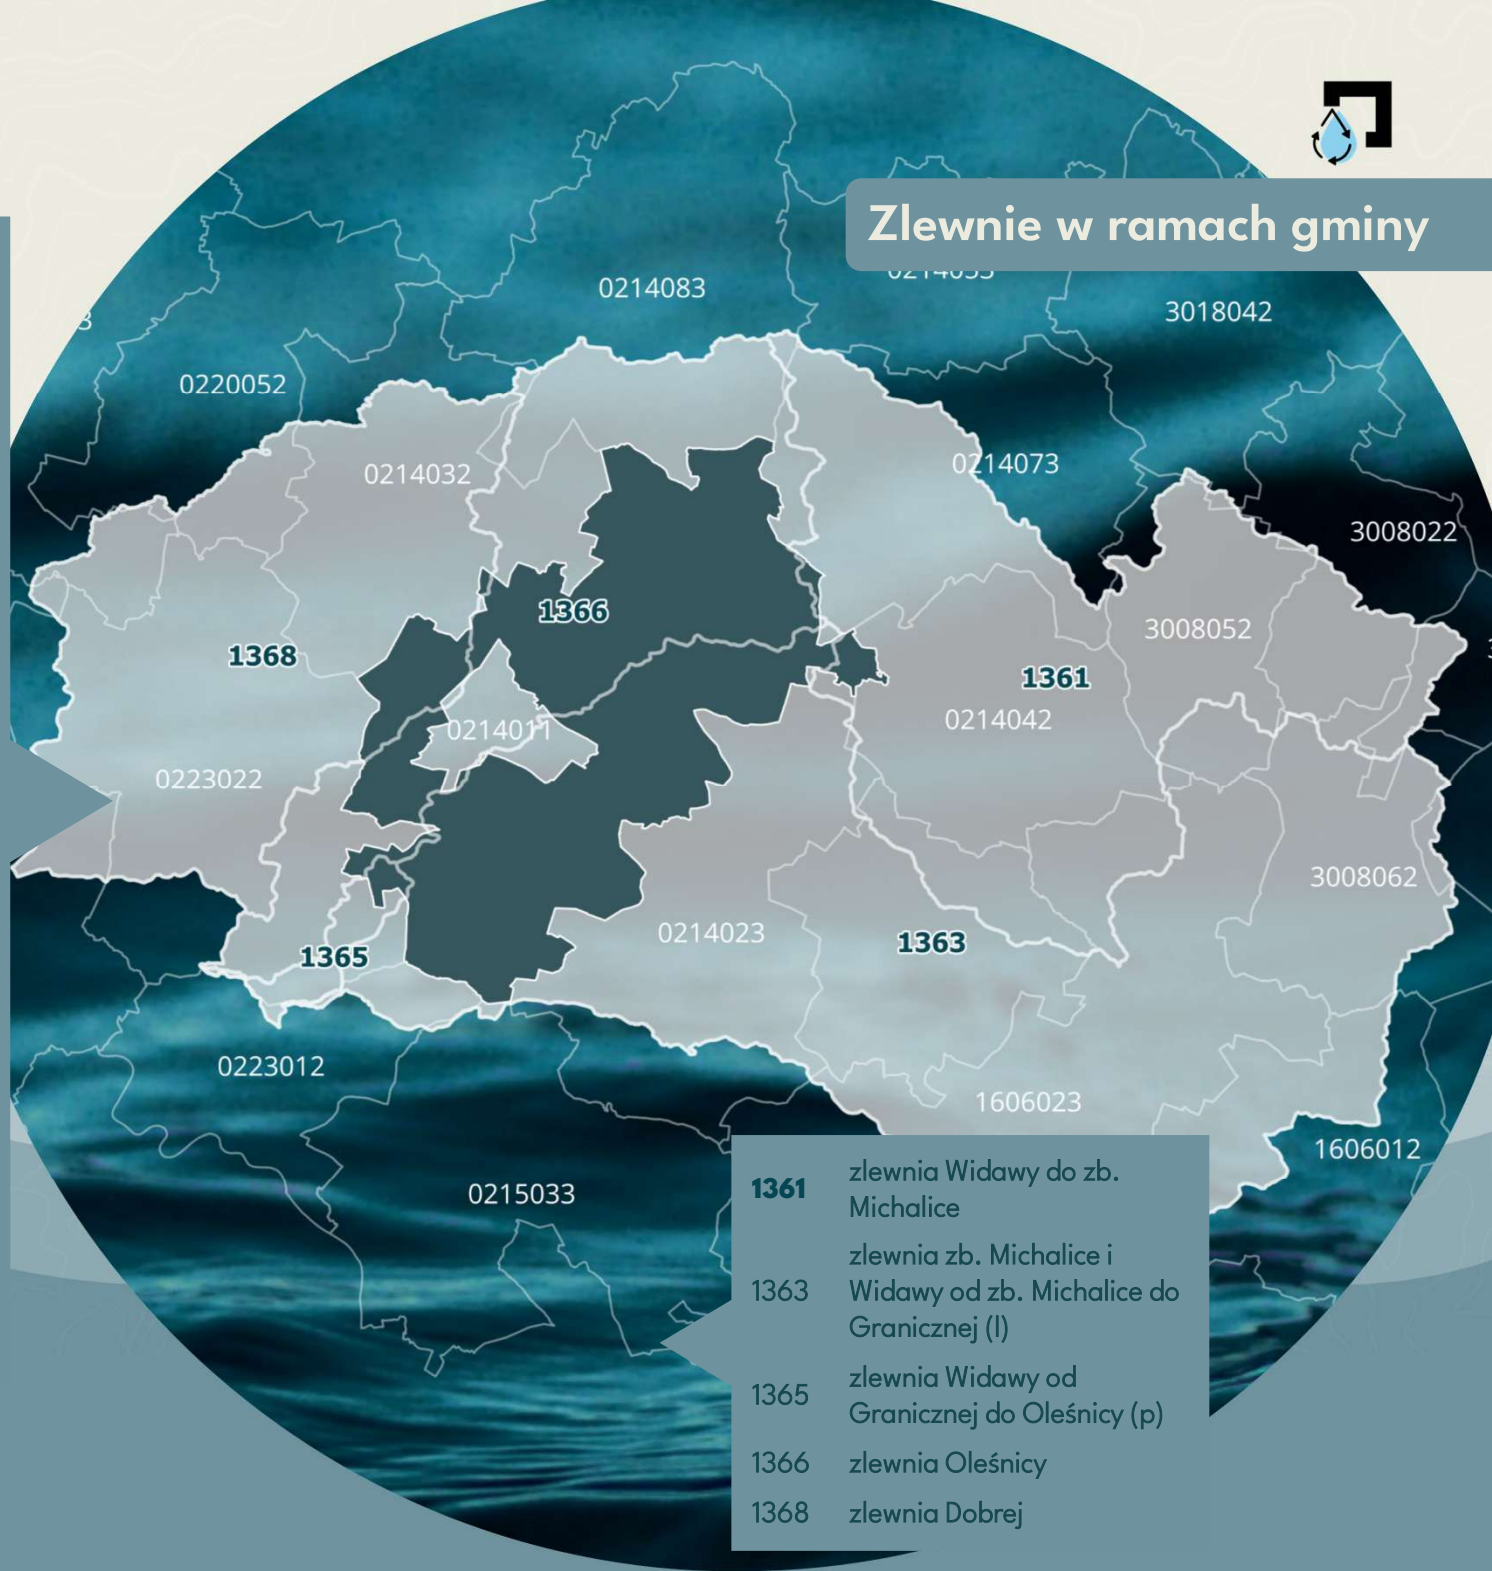 Zlewnie w ramach gminy
0214083
3018042
3
0220052
0214032
0214073
3008022
1366
3008052
1368
1361
0214042
0214011
0223022
3008062
0214023
1363
1365
0223012
1606023
1606012
0215033
1361 zlewnia Widawy do zb.
Michalice
zlewnia zb. Michalice i
1363 Widawy od zb. Michalice do
Granicznej (l)
zlewnia Widawy od
1365 Granicznej do Oleśnicy (p)
1366 zlewnia Oleśnicy
1368 zlewnia Dobrej